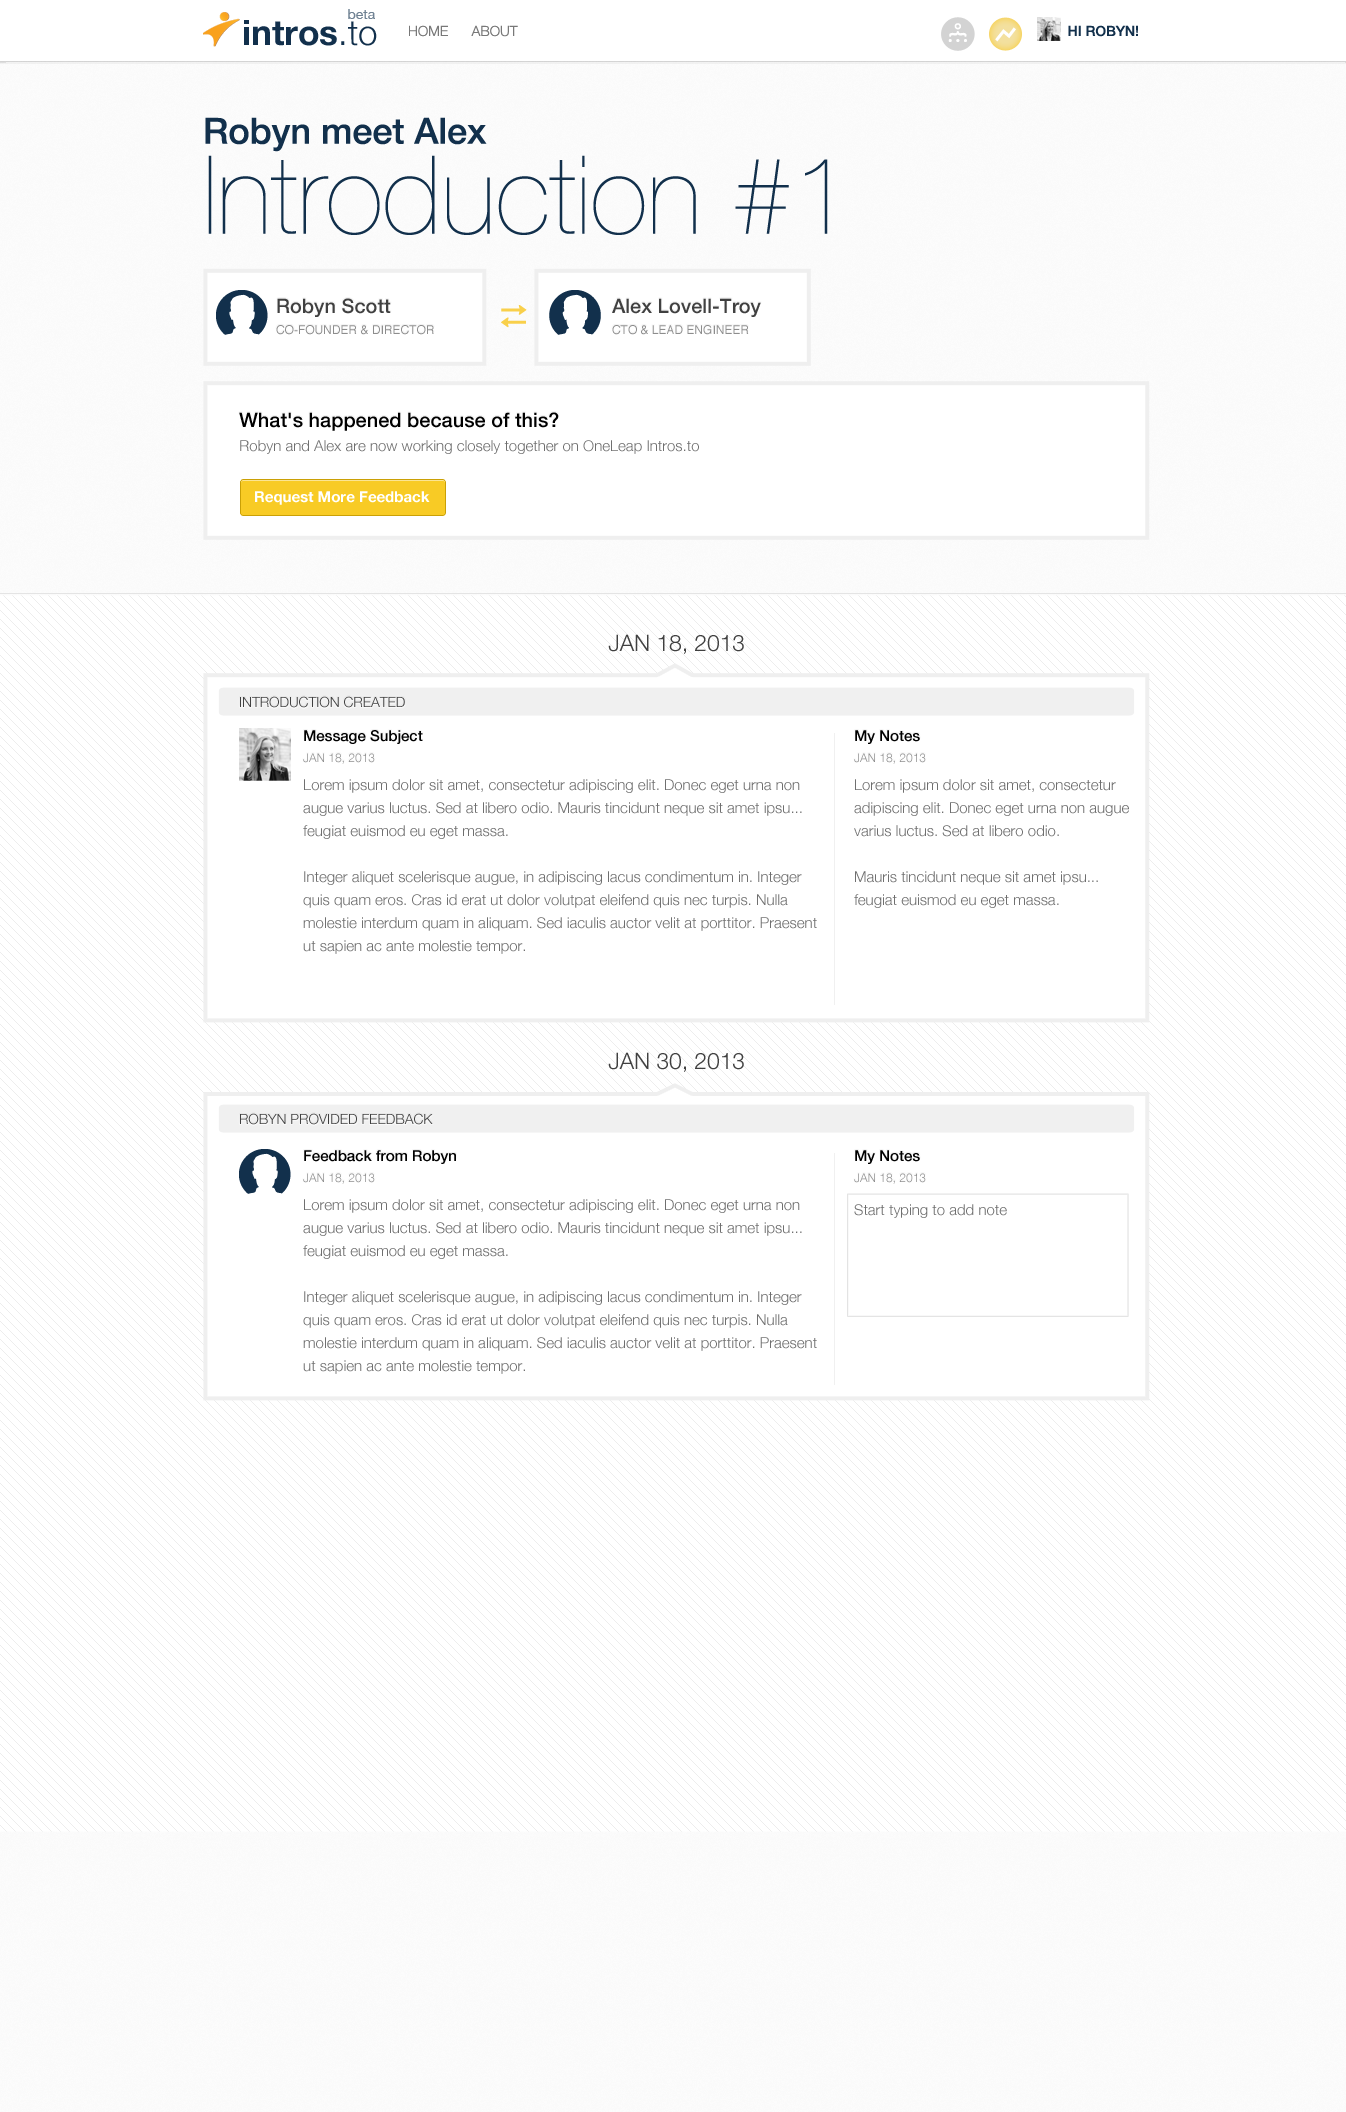 beta
intros.to
HOME ABOUT
HI ROBYN!
Robyn meet Alex
Introduction #1
Robyn Scott
CO-FOUNDER & DIRECTOR
Alex Lovell-Troy
CTO & LEAD ENGINEER
What's happened because of this?
Robyn and Alex are now working closely together on OneLeap Intros.to
Request More Feedback
JAN 18, 2013
INTRODUCTION CREATED
Message Subject
JAN 18, 2013
Lorem ipsum dolor sit amet, consectetur adipiscing elit. Donec eget urna non
augue varius luctus. Sed at libero odio. Mauris tincidunt neque sit amet ipsu...
feugiat euismod eu eget massa.
Integer aliquet scelerisque augue, in adipiscing lacus condimentum in. Integer
quis quam eros. Cras id erat ut dolor volutpat eleifend quis nec turpis. Nulla
molestie interdum quam in aliquam. Sed iaculis auctor velit at porttitor. Praesent
ut sapien ac ante molestie tempor.
My Notes
JAN 18, 2013
Lorem ipsum dolor sit amet, consectetur
adipiscing elit. Donec eget urna non augue
varius luctus. Sed at libero odio.
Mauris tincidunt neque sit amet ipsu...
feugiat euismod eu eget massa.
JAN 30, 2013
ROBYN PROVIDED FEEDBACK
Feedback from Robyn
JAN 18, 2013
Lorem ipsum dolor sit amet, consectetur adipiscing elit. Donec eget urna non
augue varius luctus. Sed at libero odio. Mauris tincidunt neque sit amet ipsu...
feugiat euismod eu eget massa.
Integer aliquet scelerisque augue, in adipiscing lacus condimentum in. Integer
quis quam eros. Cras id erat ut dolor volutpat eleifend quis nec turpis. Nulla
molestie interdum quam in aliquam. Sed iaculis auctor velit at porttitor. Praesent
ut sapien ac ante molestie tempor.
My Notes
JAN 18, 2013
Start typing to add note